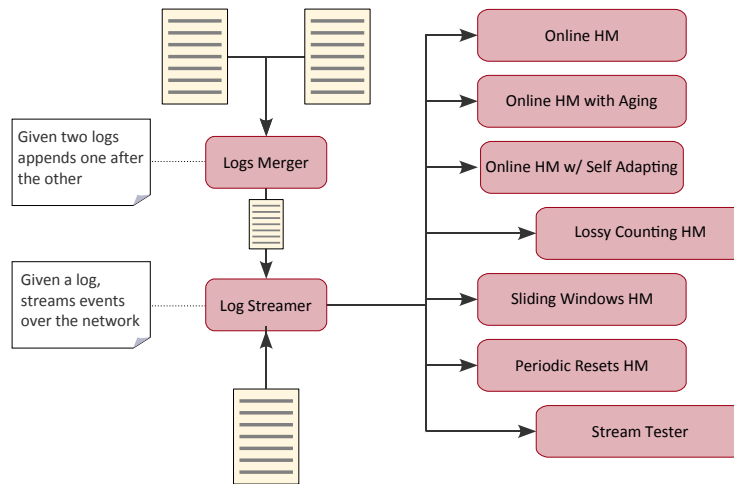 Online HM
Online HM with Aging
Given two logs
appends one after
the other
Logs Merger
Online HM w/ Self Adapting
Lossy Counting HM
Given a log,
streams events
over the network
Log Streamer
Sliding Windows HM
Periodic Resets HM
Stream Tester